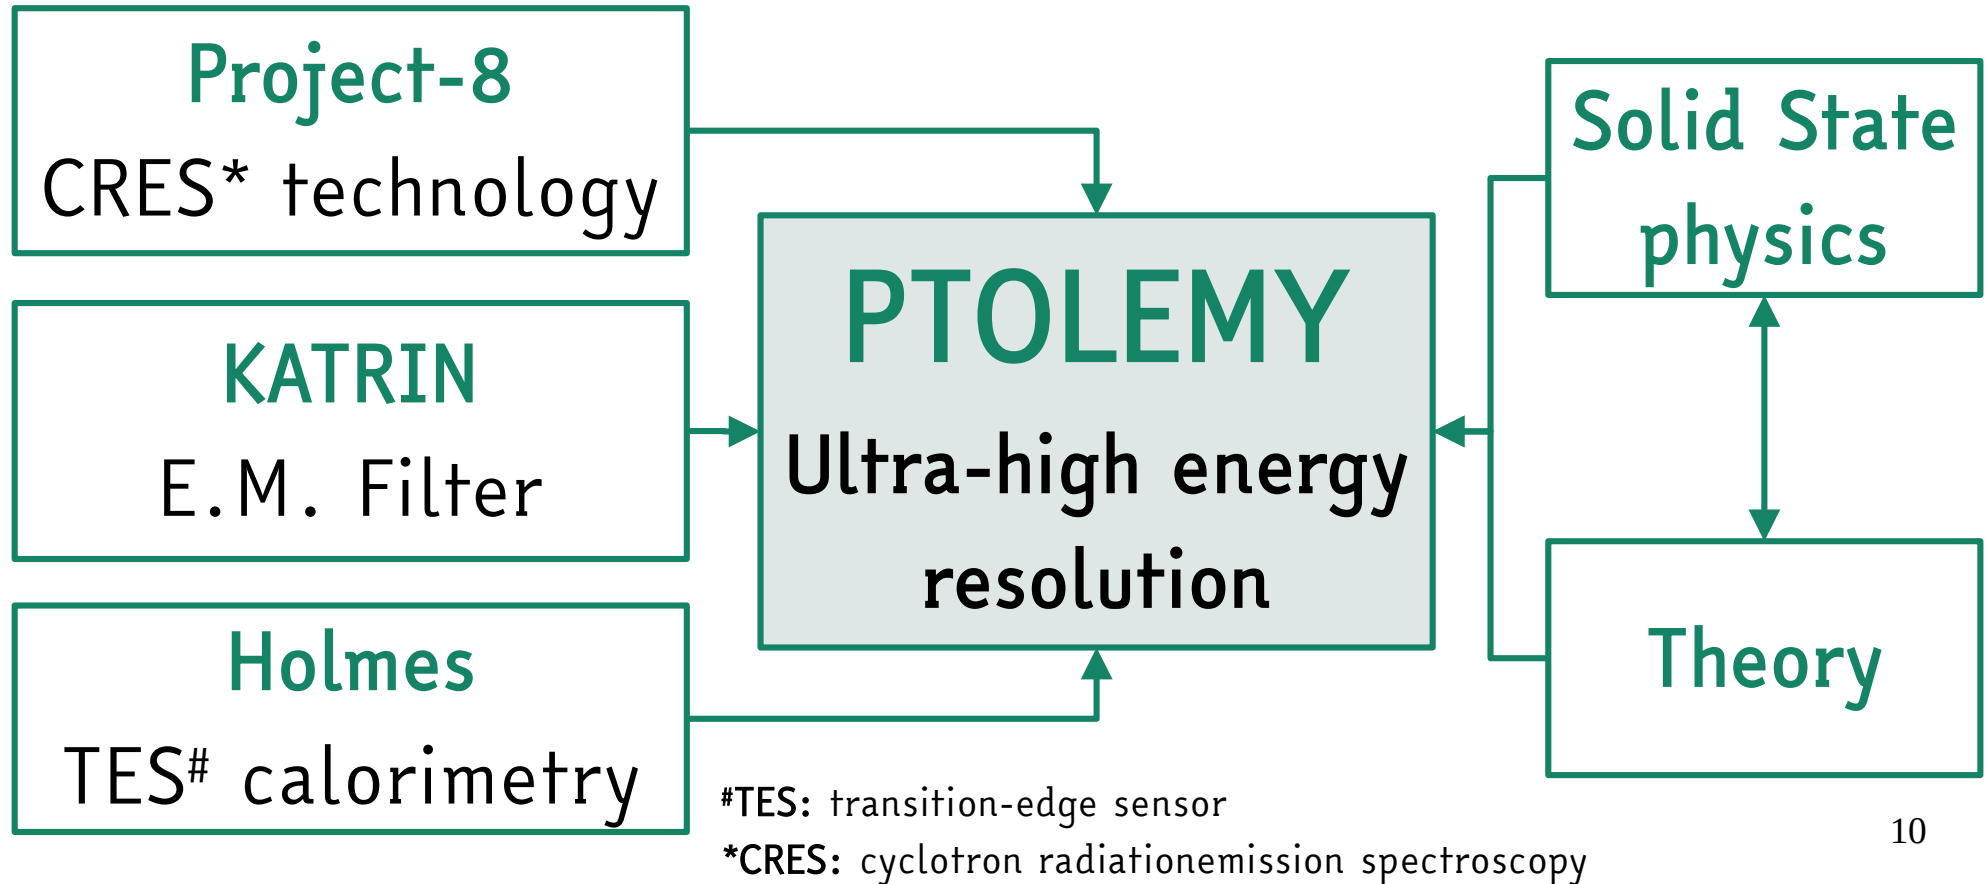 Project-8
CRES* technology
KATRIN
E.M. Filter
Holmes
TES# calorimetry
PTOLEMY
Ultra-high energy
resolution
Solid State
physics
Theory
#TES: transition-edge sensor
*CRES: cyclotron radiationemission spectroscopy
10